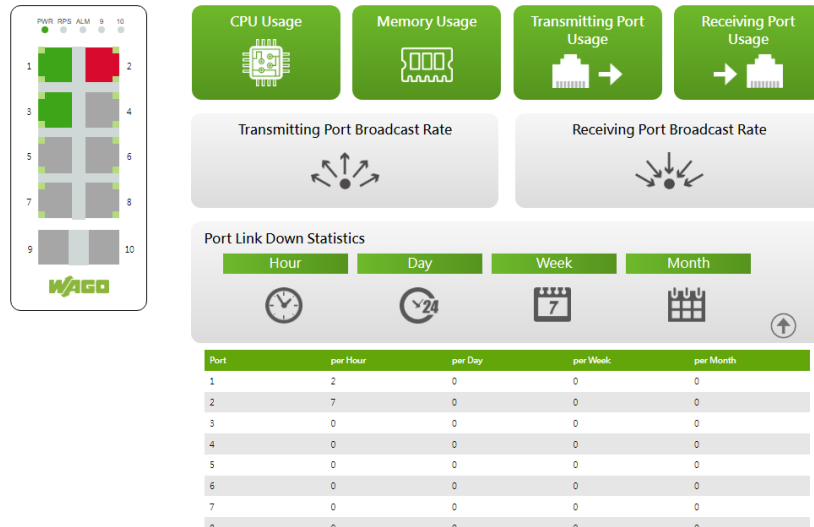 PWR RPS ALM 9 10
1 2
3 4
5 6
7 8
9 10
WAGO
CPU Usage
Memory Usage
Transmitting Port
Usage
Receiving Port
Usage
Transmitting Port Broadcast Rate
Receiving Port Broadcast Rate
Port Link Down Statistics
Hour Day Week Month
24 7
Port per Hour per Day per Week per Month
1 2 0 0 0
2 7 0 0 0
3 0 0 0 0
4 0 0 0 0
5 0 0 0 0
6 0 0 0 0
7 0 0 0 0